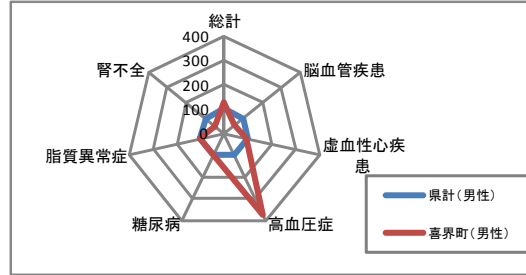 総計
400
300
200
100
0
脳血管疾患
虚血性心疾
患
高血圧症
糖尿病
脂質異常症
腎不全
県計(男性)
喜界町(男性)